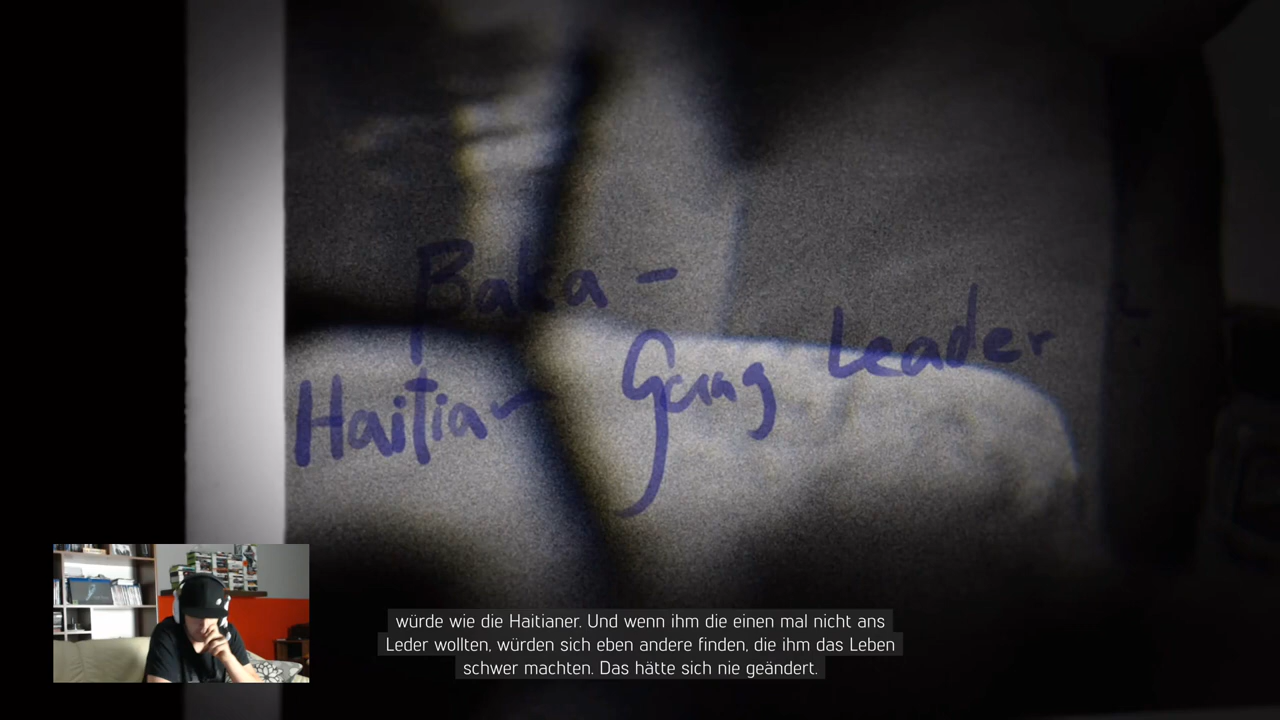 Baka -
Haitian Gang Leader
würde wie die Haitianer. Und wenn ihm die einen mal nicht ans
Leder wollten, würden sich eben andere finden, die ihm das Leben
schwer machten. Das hätte sich nie geändert.